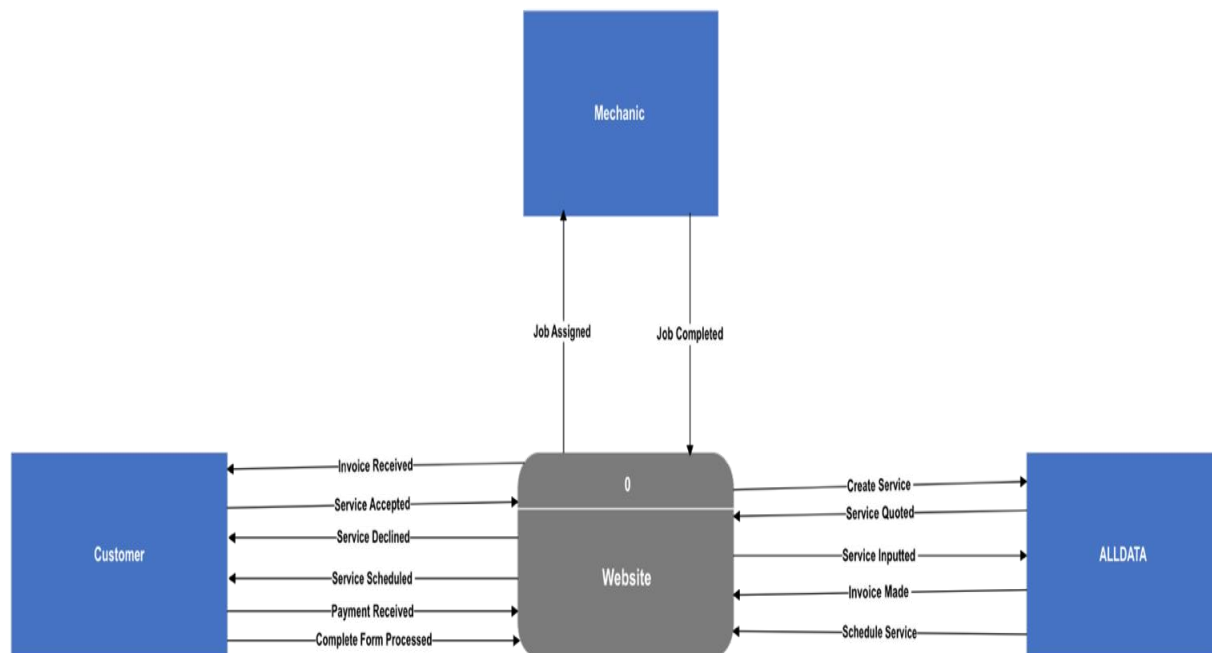 Mechanic
Job Assigned
Job Completed
Invoice Received
Service Accepted
Service Declined
Customer
Service Scheduled
Payment Received
Complete Form Processed
0
Website
Create Service
Service Quoted
Service Inputted
ALLDATA
Invoice Made
Schedule Service